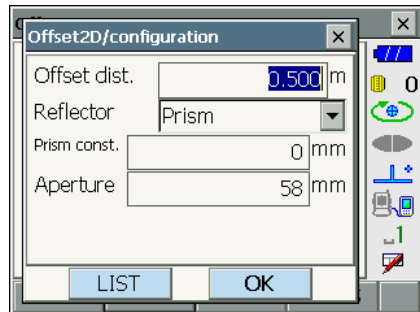 Offset2D/configuration
Offset dist. 0.500 m
Reflector Prism
Prism const. 0 mm
Aperture 58 mm
LIST OK
0
1